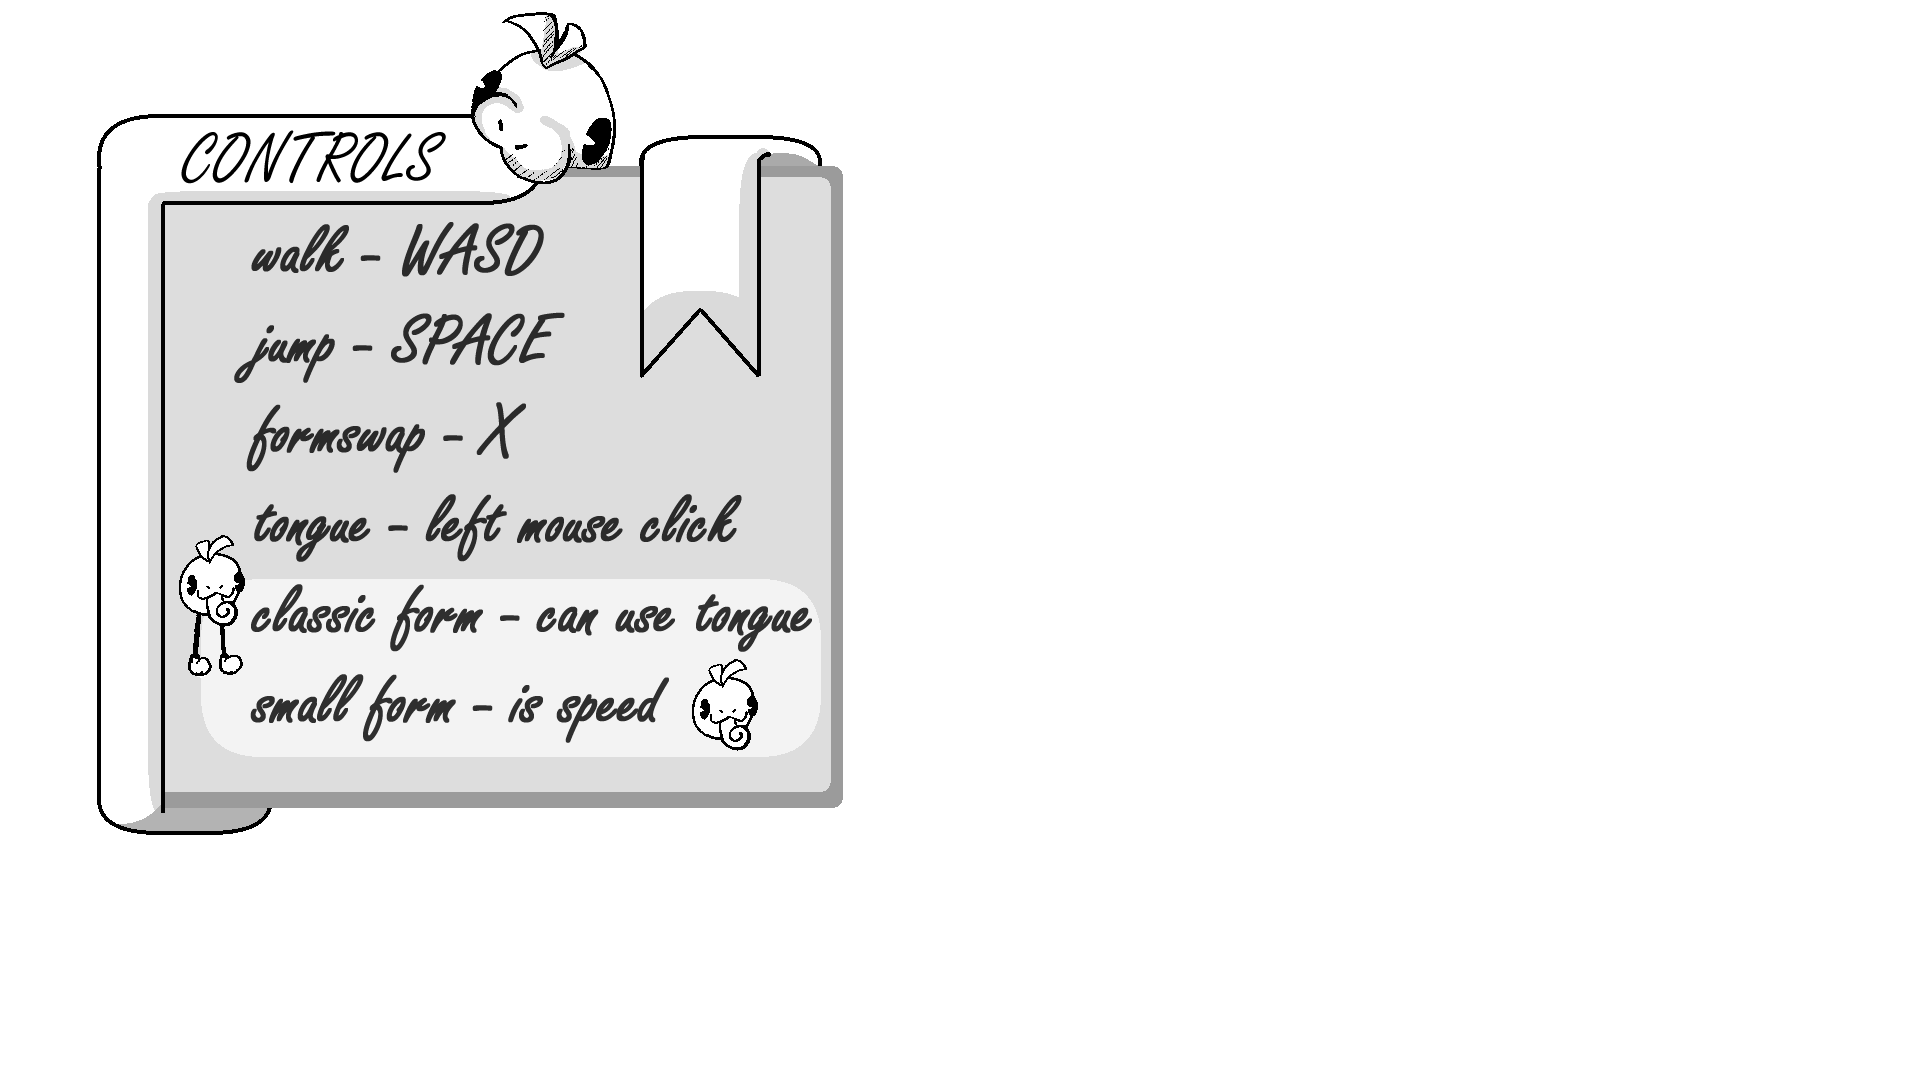 CONTROLS
walk - WASD
jump - SPACE
formswap - X
tongue - left mouse click
classic form - can use tongue
small form - is speed